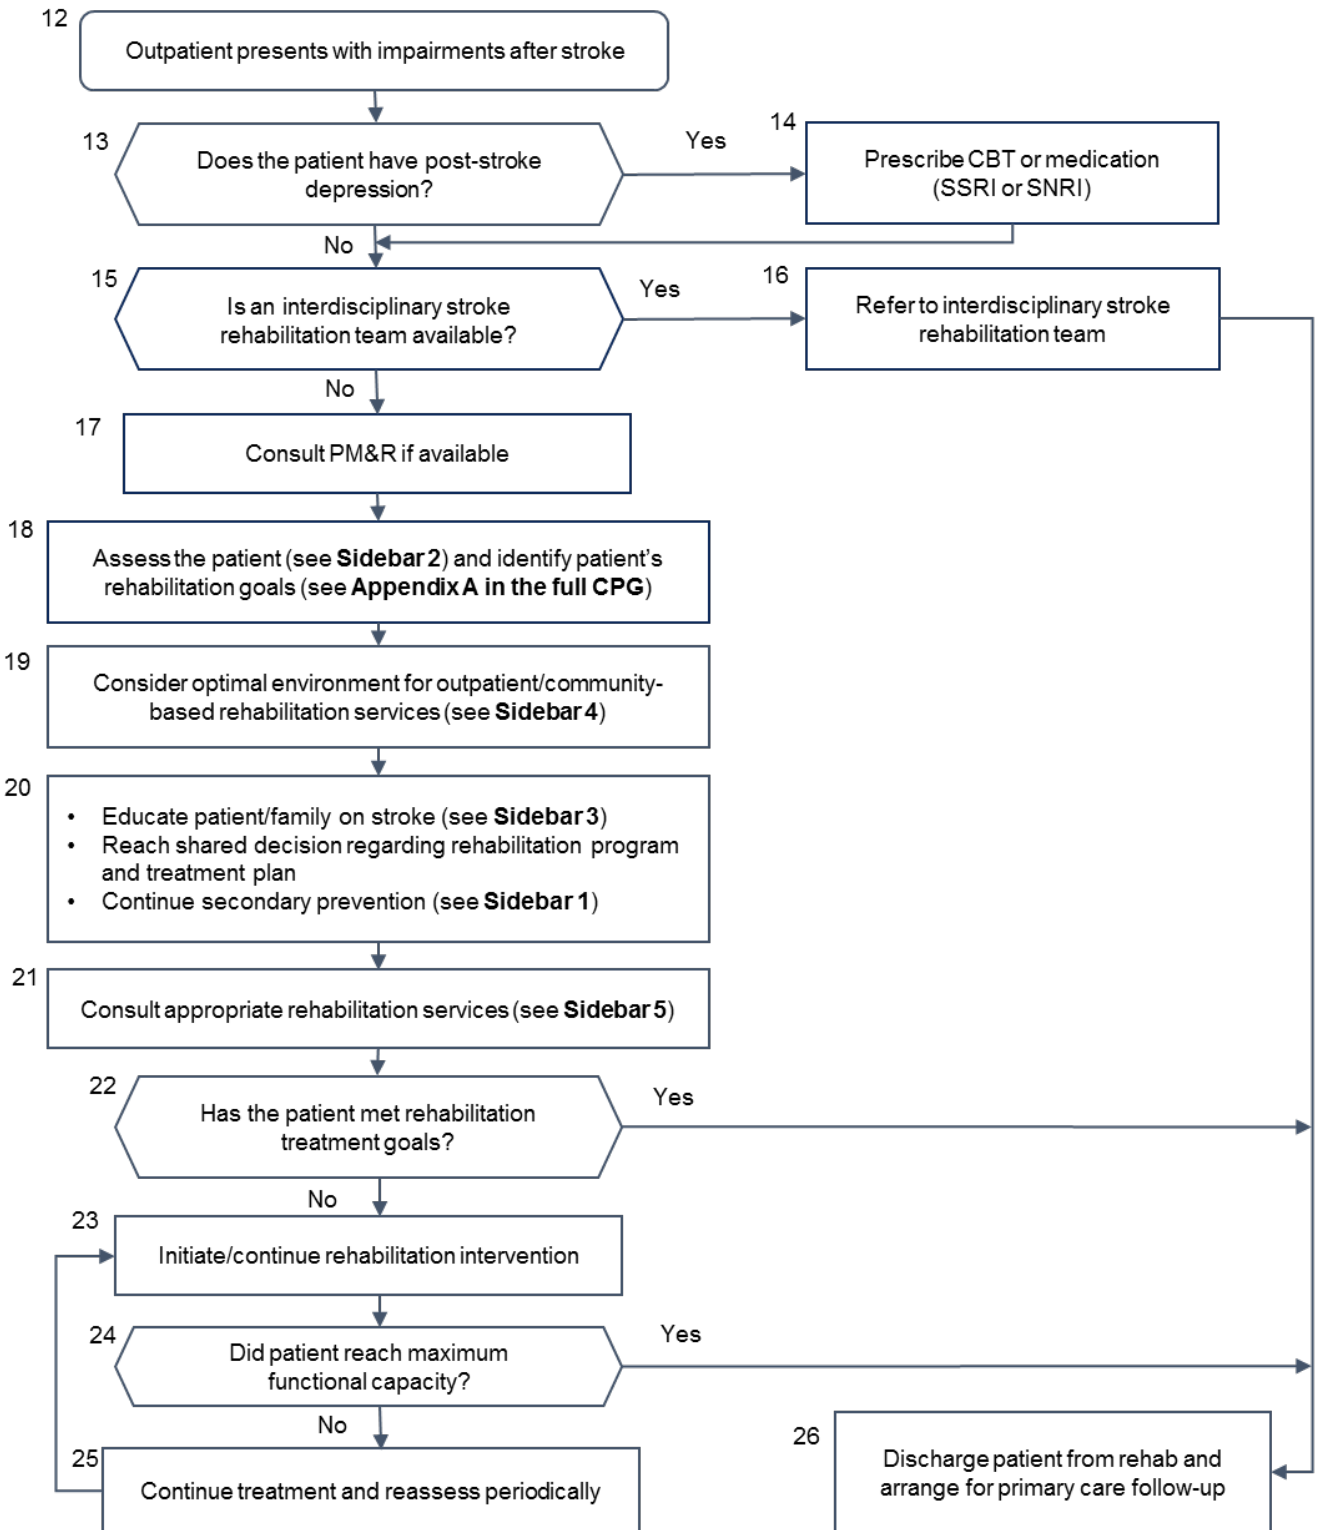 12
Outpatient presents with impairments after stroke
13
Does the patient have post-stroke
depression?
Yes
14
Prescribe CBT or medication
(SSRI or SNRI)
No
15
Is an interdisciplinary stroke
rehabilitation team available?
Yes
16
Refer to interdisciplinary stroke
rehabilitation team
No
17
Consult PM&R if available
18
Assess the patient (see Sidebar 2) and identify patient’s
rehabilitation goals (see Appendix A in the full CPG)
19
Consider optimal environment for outpatient/community-
based rehabilitation services (see Sidebar 4)
20
• Educate patient/family on stroke (see Sidebar 3)
• Reach shared decision regarding rehabilitation program
and treatment plan
• Continue secondary prevention (see Sidebar 1)
21
Consult appropriate rehabilitation services (see Sidebar 5)
22
Has the patient met rehabilitation
treatment goals?
Yes
No
23
Initiate/continue rehabilitation intervention
24
Did patient reach maximum
functional capacity?
Yes
No
25
Continue treatment and reassess periodically
26
Discharge patient from rehab and
arrange for primary care follow-up